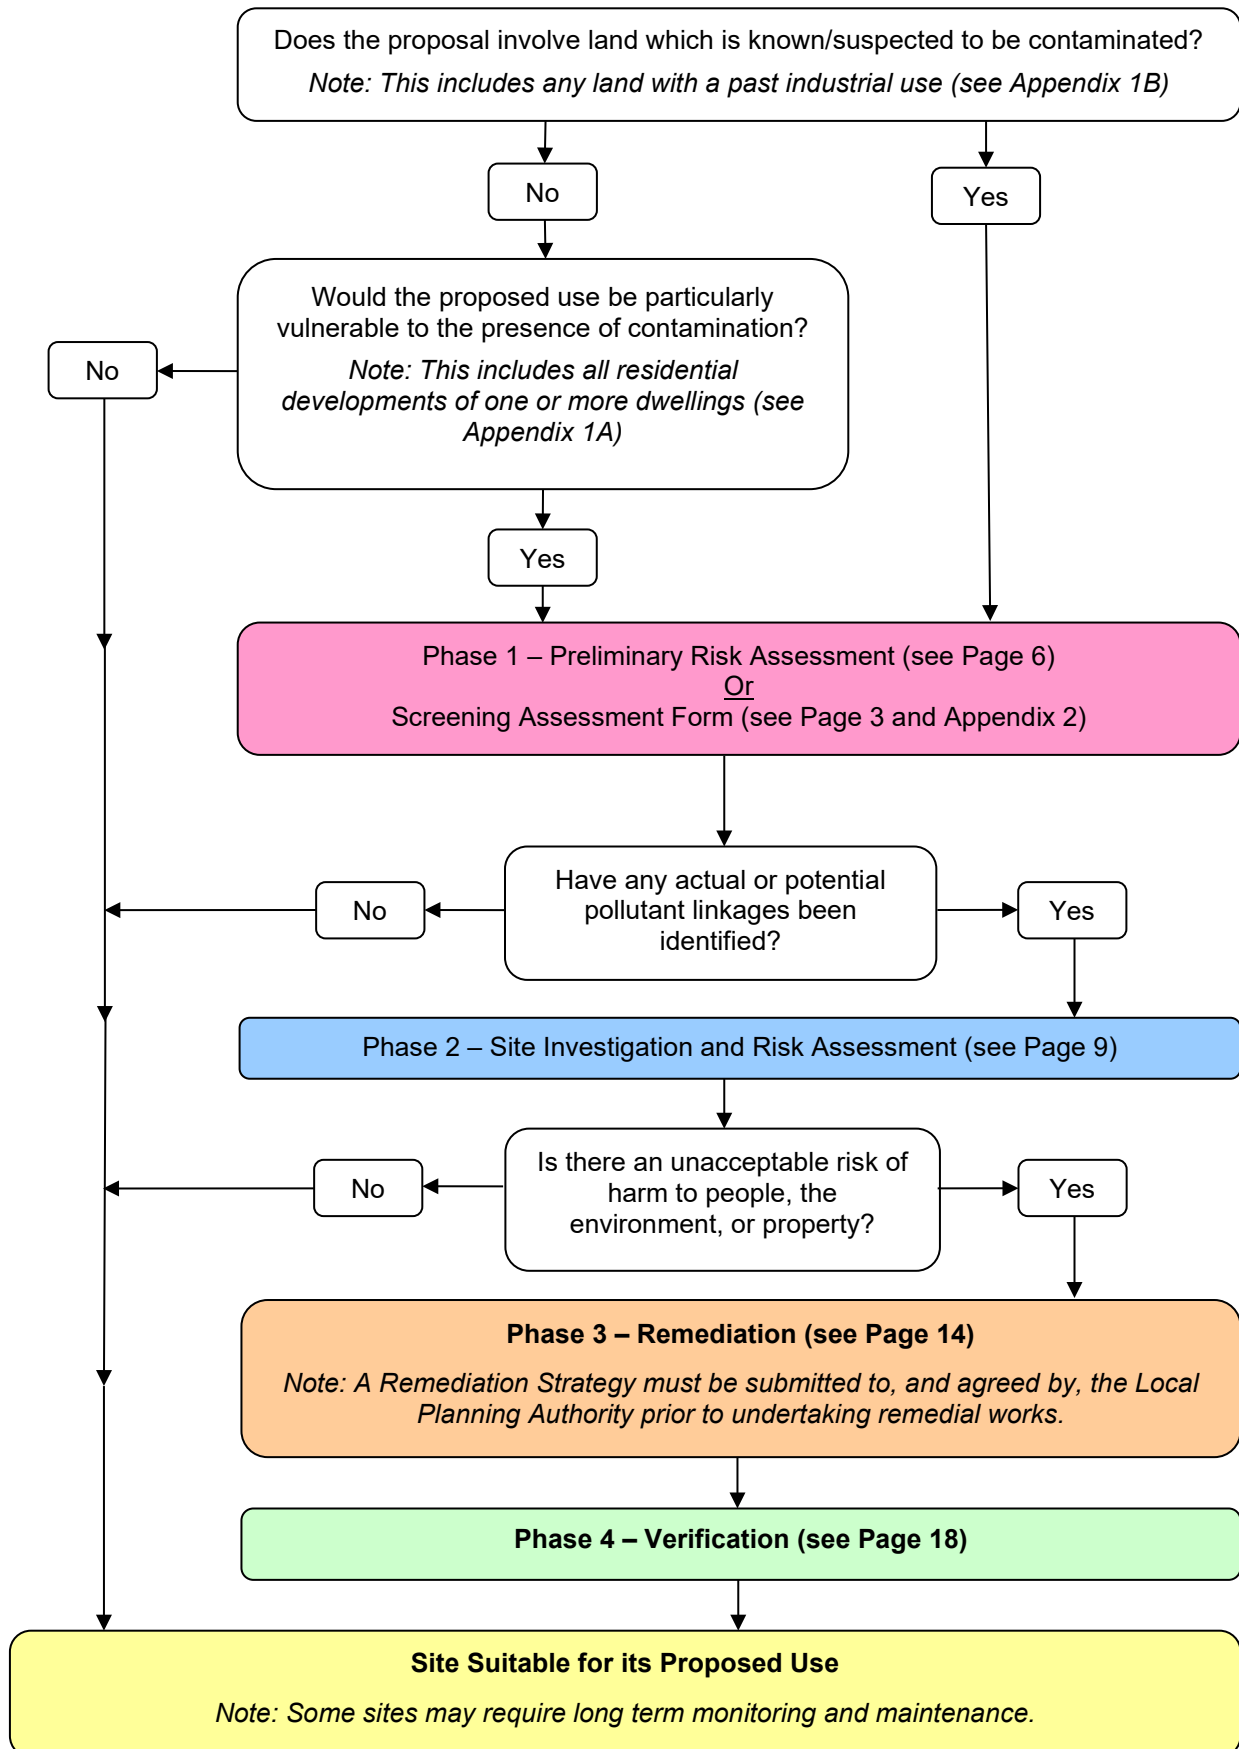 Does the proposal involve land which is known/suspected to be contaminated?
Note: This includes any land with a past industrial use (see Appendix 1B)
No
Yes
Would the proposed use be particularly
vulnerable to the presence of contamination?
Note: This includes all residential
developments of one or more dwellings (see
Appendix 1A)
No
Yes
Phase 1 – Preliminary Risk Assessment (see Page 6)
Or
Screening Assessment Form (see Page 3 and Appendix 2)
Have any actual or potential
pollutant linkages been
identified?
No
Yes
Phase 2 – Site Investigation and Risk Assessment (see Page 9)
Is there an unacceptable risk of
harm to people, the
environment, or property?
No
Yes
Phase 3 – Remediation (see Page 14)
Note: A Remediation Strategy must be submitted to, and agreed by, the Local
Planning Authority prior to undertaking remedial works.
Phase 4 – Verification (see Page 18)
Site Suitable for its Proposed Use
Note: Some sites may require long term monitoring and maintenance.